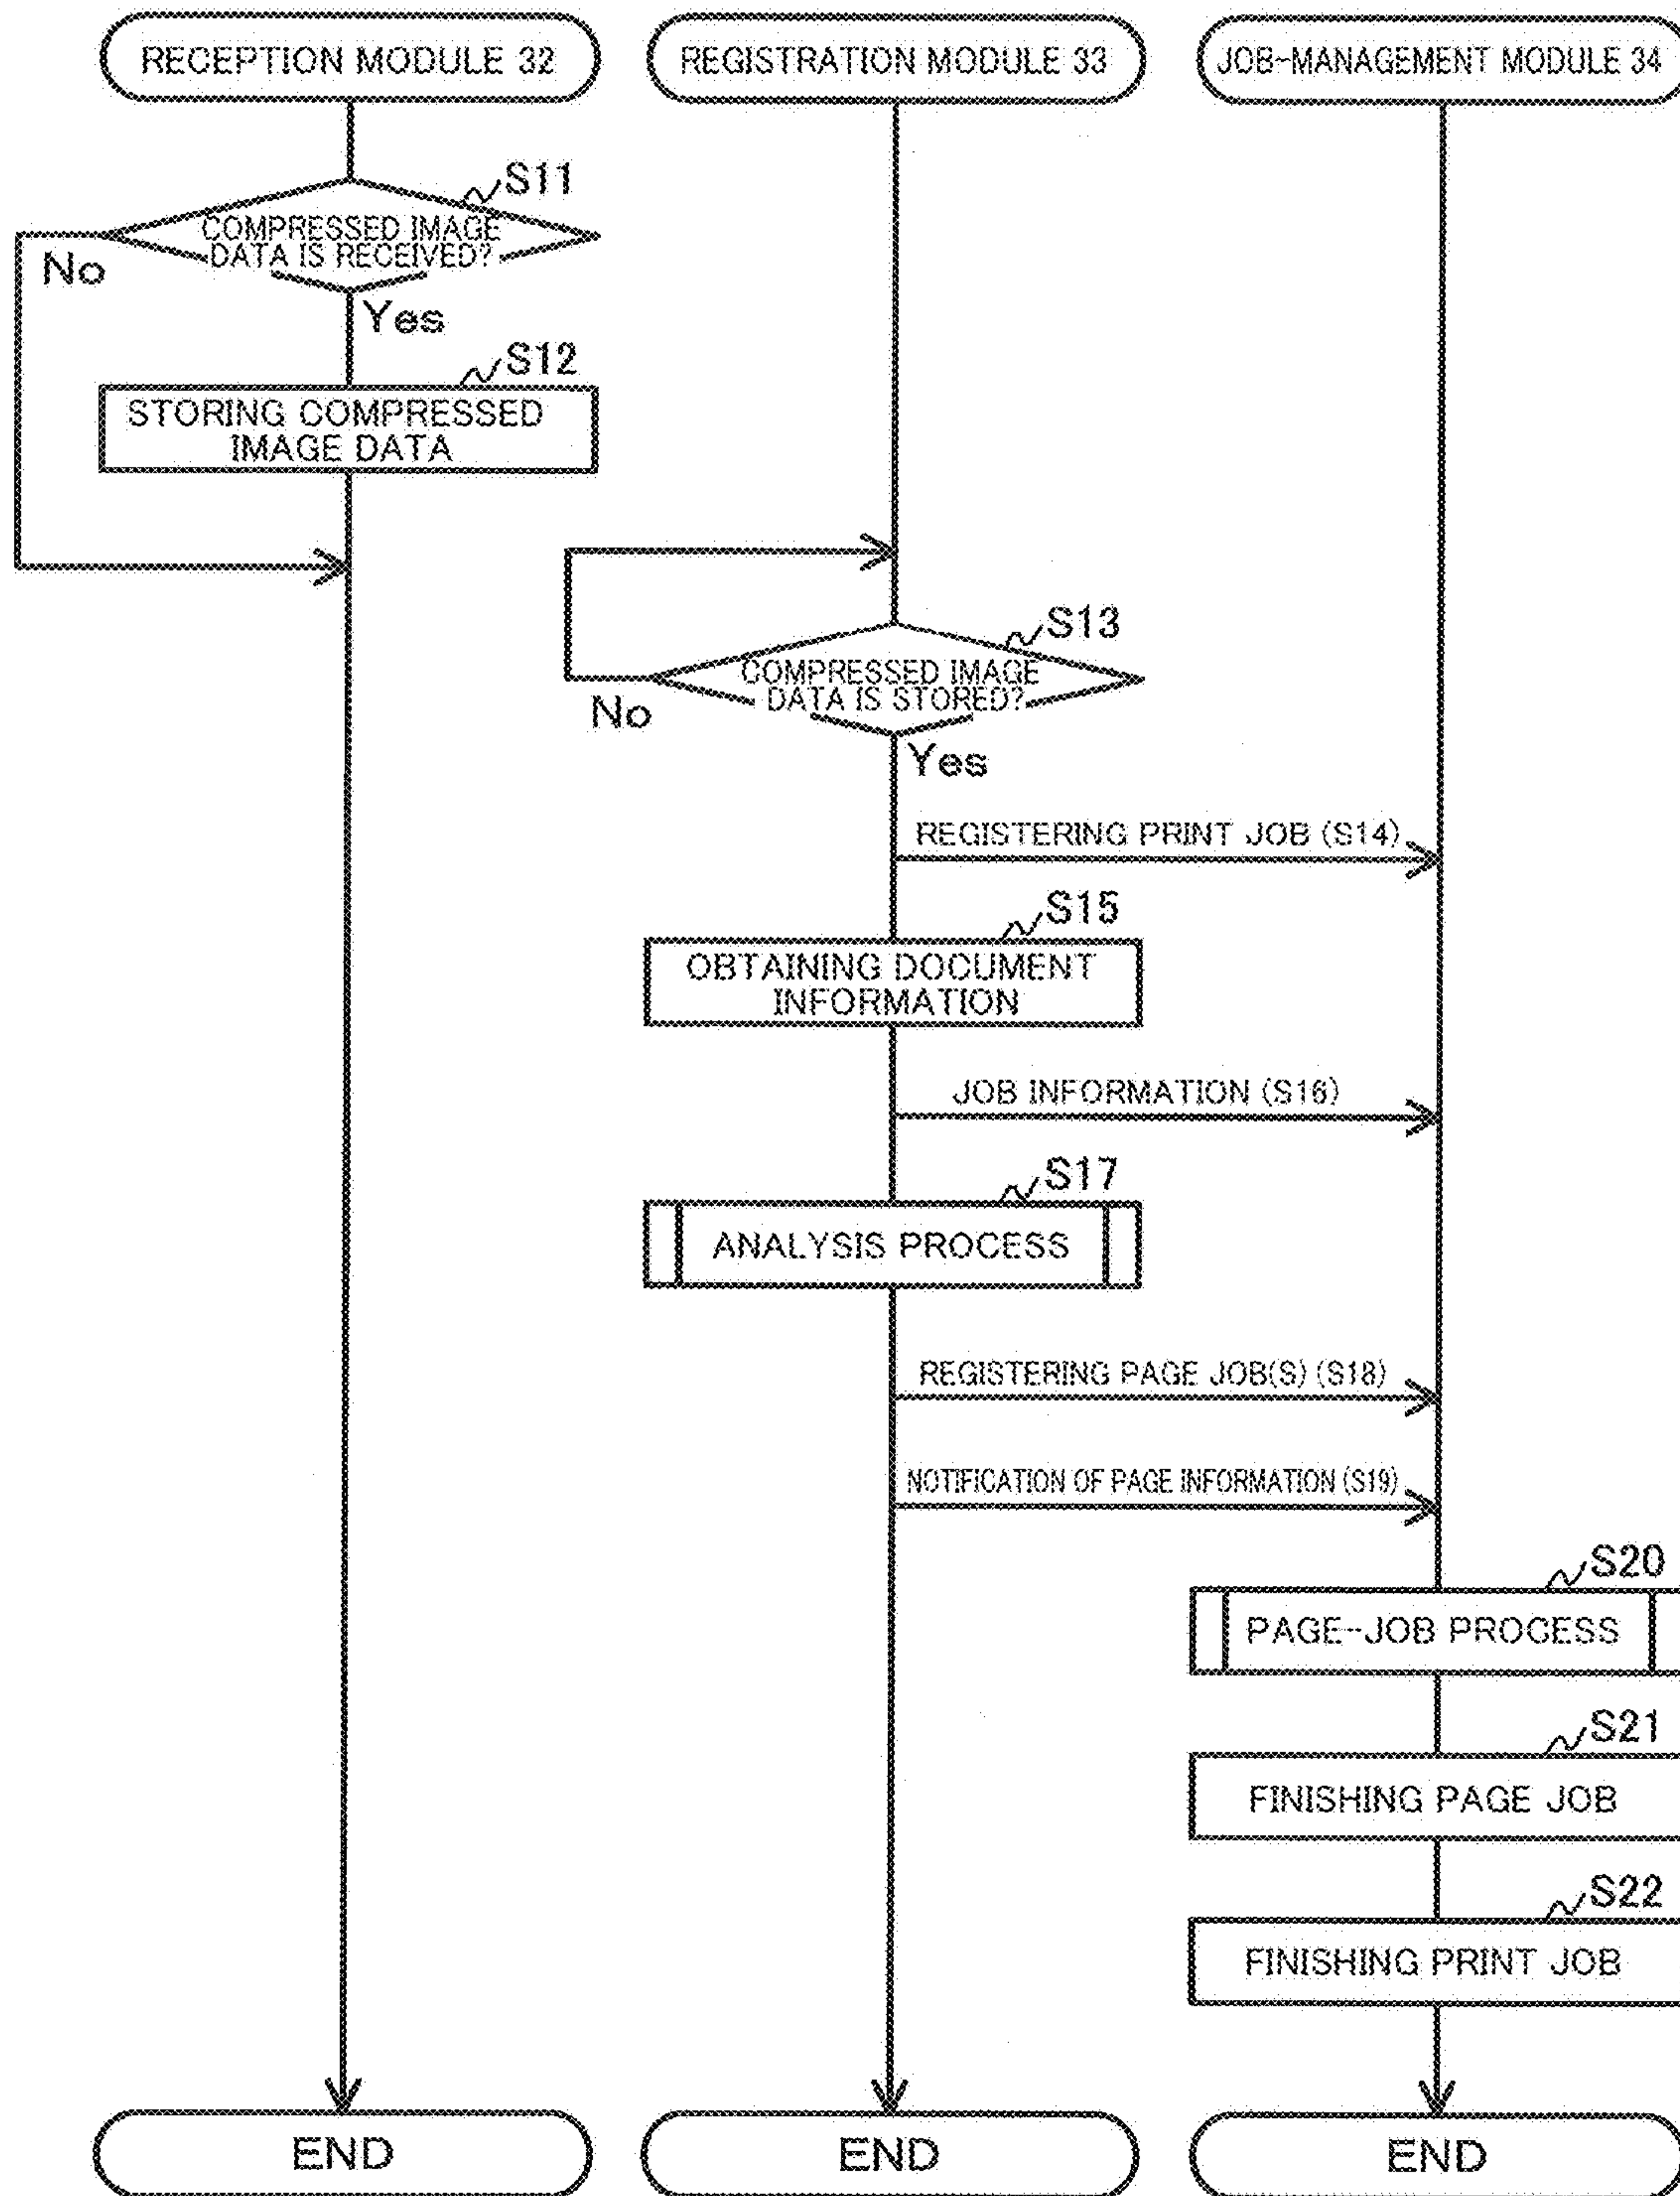 RECEPTION MODULE 32
REGISTRATION MODULE 33
JOB-MANAGEMENT MODULE 34
S11
COMPRESSED IMAGE
DATA IS RECEIVED?
No
Yes
S12
STORING COMPRESSED
IMAGE DATA
S13
COMPRESSED IMAGE
DATA IS STORED?
No
Yes
REGISTERING PRINT JOB (S14)
S15
OBTAINING DOCUMENT
INFORMATION
JOB INFORMATION (S16)
S17
ANALYSIS PROCESS
REGISTERING PAGE JOB(S) (S18)
NOTIFICATION OF PAGE INFORMATION (S19)
S20
PAGE-JOB PROCESS
S21
FINISHING PAGE JOB
S22
FINISHING PRINT JOB
END
END
END